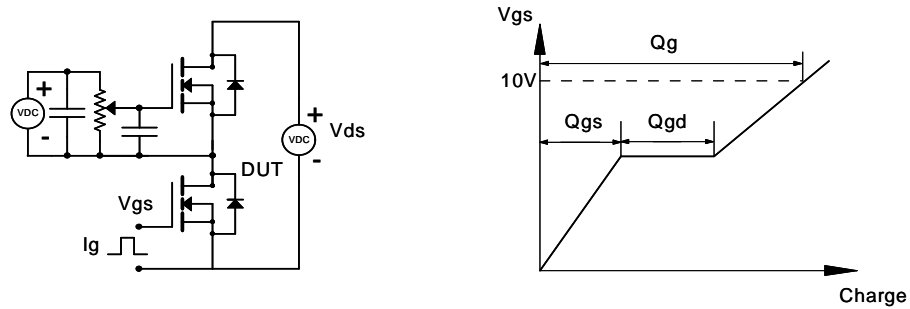 +
VDC
-
+
VDC
-
Vds
DUT
Vgs
Ig
Vgs
Qg
10V
Qgs
Qgd
Charge